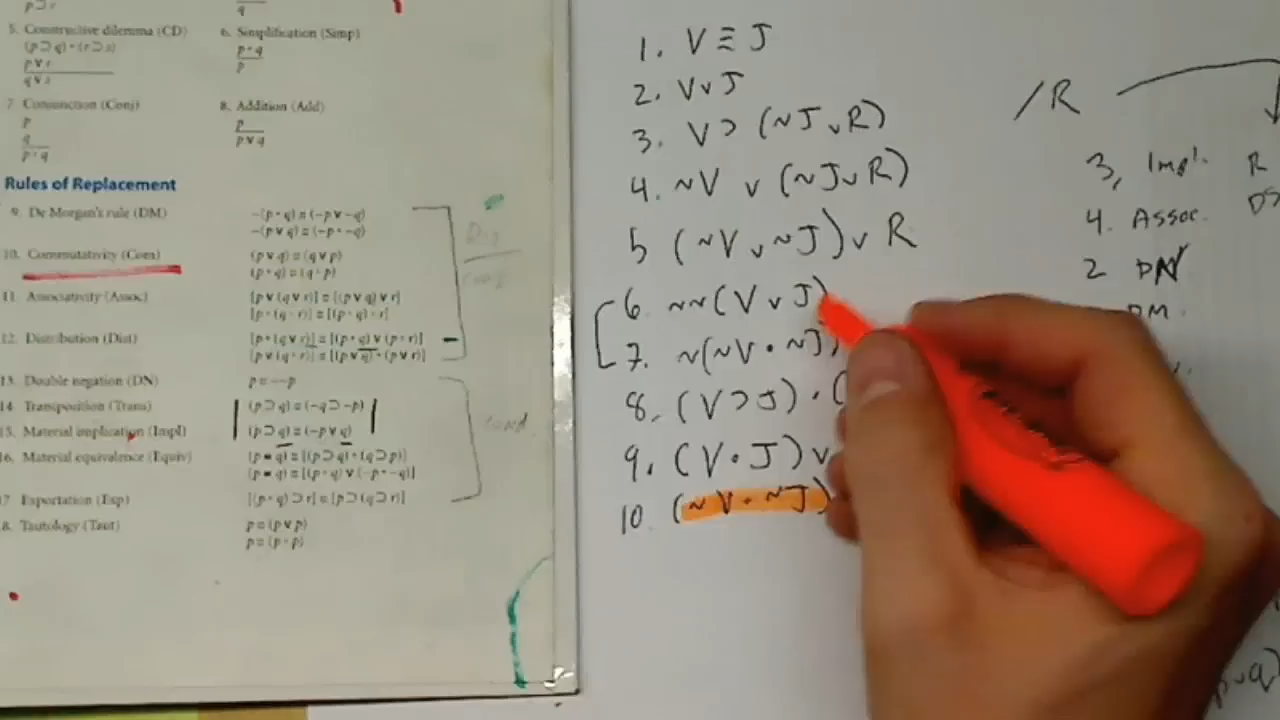 p ⊃ r
q
5. Constructive dilemma (CD)
(p ⊃ q) • (r ⊃ s)
p ∨ r
q ∨ s
6. Simplification (Simp)
p • q
p
7. Conjunction (Conj)
p
q
p • q
8. Addition (Add)
p
p ∨ q
Rules of Replacement
9. De Morgan's rule (DM)
~(p • q) ≡ (~p ∨ ~q)
~(p ∨ q) ≡ (~p • ~q)
10. Commutativity (Com)
(p ∨ q) ≡ (q ∨ p)
(p • q) ≡ (q • p)
11. Associativity (Assoc)
[p ∨ (q ∨ r)] ≡ [(p ∨ q) ∨ r]
[p • (q • r)] ≡ [(p • q) • r]
12. Distribution (Dist)
[p • (q ∨ r)] ≡ [(p • q) ∨ (p • r)]
[p ∨ (q • r)] ≡ [(p ∨ q) • (p ∨ r)]
13. Double negation (DN)
p ≡ ~~p
14. Transposition (Trans)
(p ⊃ q) ≡ (~q ⊃ ~p)
15. Material implication (Impl)
(p ⊃ q) ≡ (~p ∨ q)
16. Material equivalence (Equiv)
(p ≡ q) ≡ [(p ⊃ q) • (q ⊃ p)]
(p ≡ q) ≡ [(p • q) ∨ (~p • ~q)]
17 Exportation (Exp)
[(p • q) ⊃ r] ≡ [p ⊃ (q ⊃ r)]
8. Tautology (Taut)
p ≡ (p ∨ p)
p ≡ (p • p)
cond.
1. V ≡ J
2. V ∨ J
/R
3. V ⊃ (~J ∨ R)
4. ~V ∨ (~J ∨ R)
3, Impl. R
5 (~V ∨ ~J) ∨ R
4. Assoc. DS
6. ~~(V ∨ J)
2 DN
7. ~(~V • ~J)
DM.
8. (V ⊃ J) • (
9. (V • J) ∨
10. (~V • ~J)